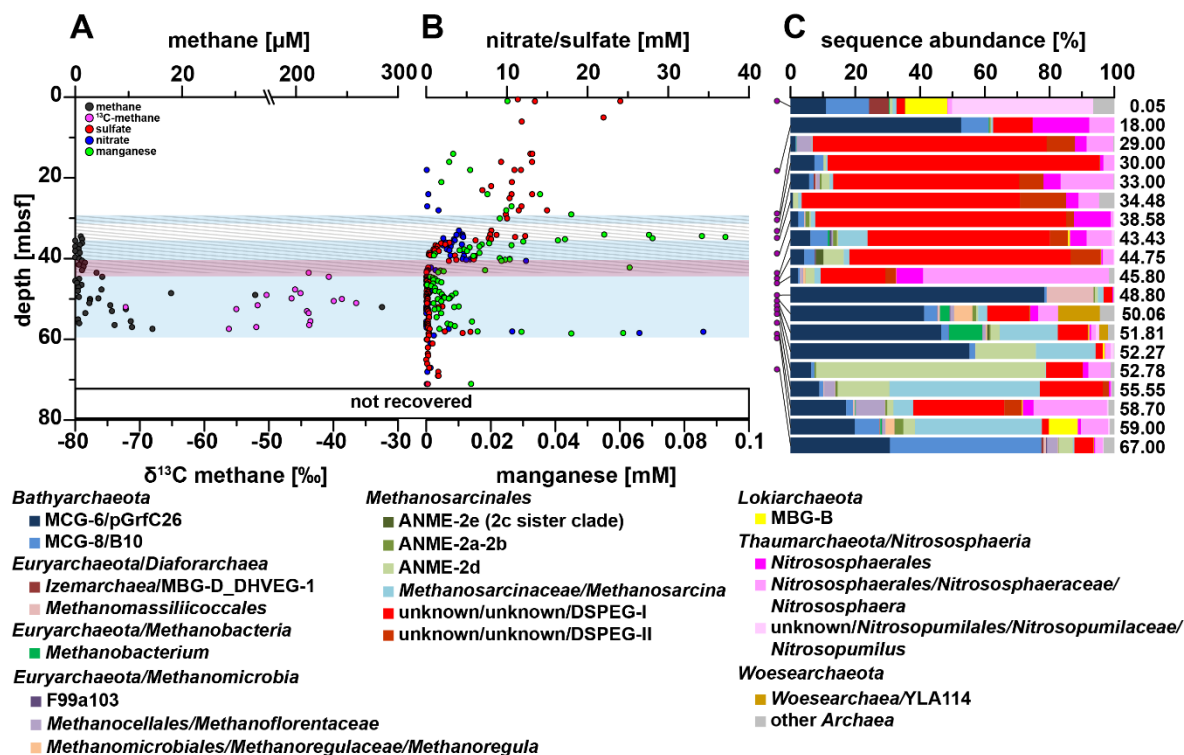 A
methane [µM]
0 20 200 300
B
nitrate/sulfate [mM]
0 10 20 30 40
C
sequence abundance [%]
0 20 40 60 80 100
methane
¹³C-methane
sulfate
nitrate
manganese
depth [mbsf]
0
20
40
60
80
not recovered
-80 -70 -60 -50 -40 -30
δ¹³C methane [‰]
0 0.02 0.04 0.06 0.08 0.1
manganese [mM]
0.05
18.00
29.00
30.00
33.00
34.48
38.58
43.43
44.75
45.80
48.80
50.06
51.81
52.27
52.78
55.55
58.70
59.00
67.00
Bathyarchaeota
MCG-6/pGrfC26
MCG-8/B10
Euryarchaeota/Diaforarchaea
Izemarchaea/MBG-D_DHVEG-1
Methanomassiliicoccales
Euryarchaeota/Methanobacteria
Methanobacterium
Euryarchaeota/Methanomicrobia
F99a103
Methanocellales/Methanoflorentaceae
Methanomicrobiales/Methanoregulaceae/Methanoregula
Methanosarcinales
ANME-2e (2c sister clade)
ANME-2a-2b
ANME-2d
Methanosarcinaceae/Methanosarcina
unknown/unknown/DSPEG-I
unknown/unknown/DSPEG-II
Lokiarchaeota
MBG-B
Thaumarchaeota/Nitrososphaeria
Nitrososphaerales
Nitrososphaerales/Nitrososphaeraceae/
Nitrososphaera
unknown/Nitrosopumilales/Nitrosopumilaceae/
Nitrosopumilus
Woesearchaeota
Woesearchaea/YLA114
other Archaea